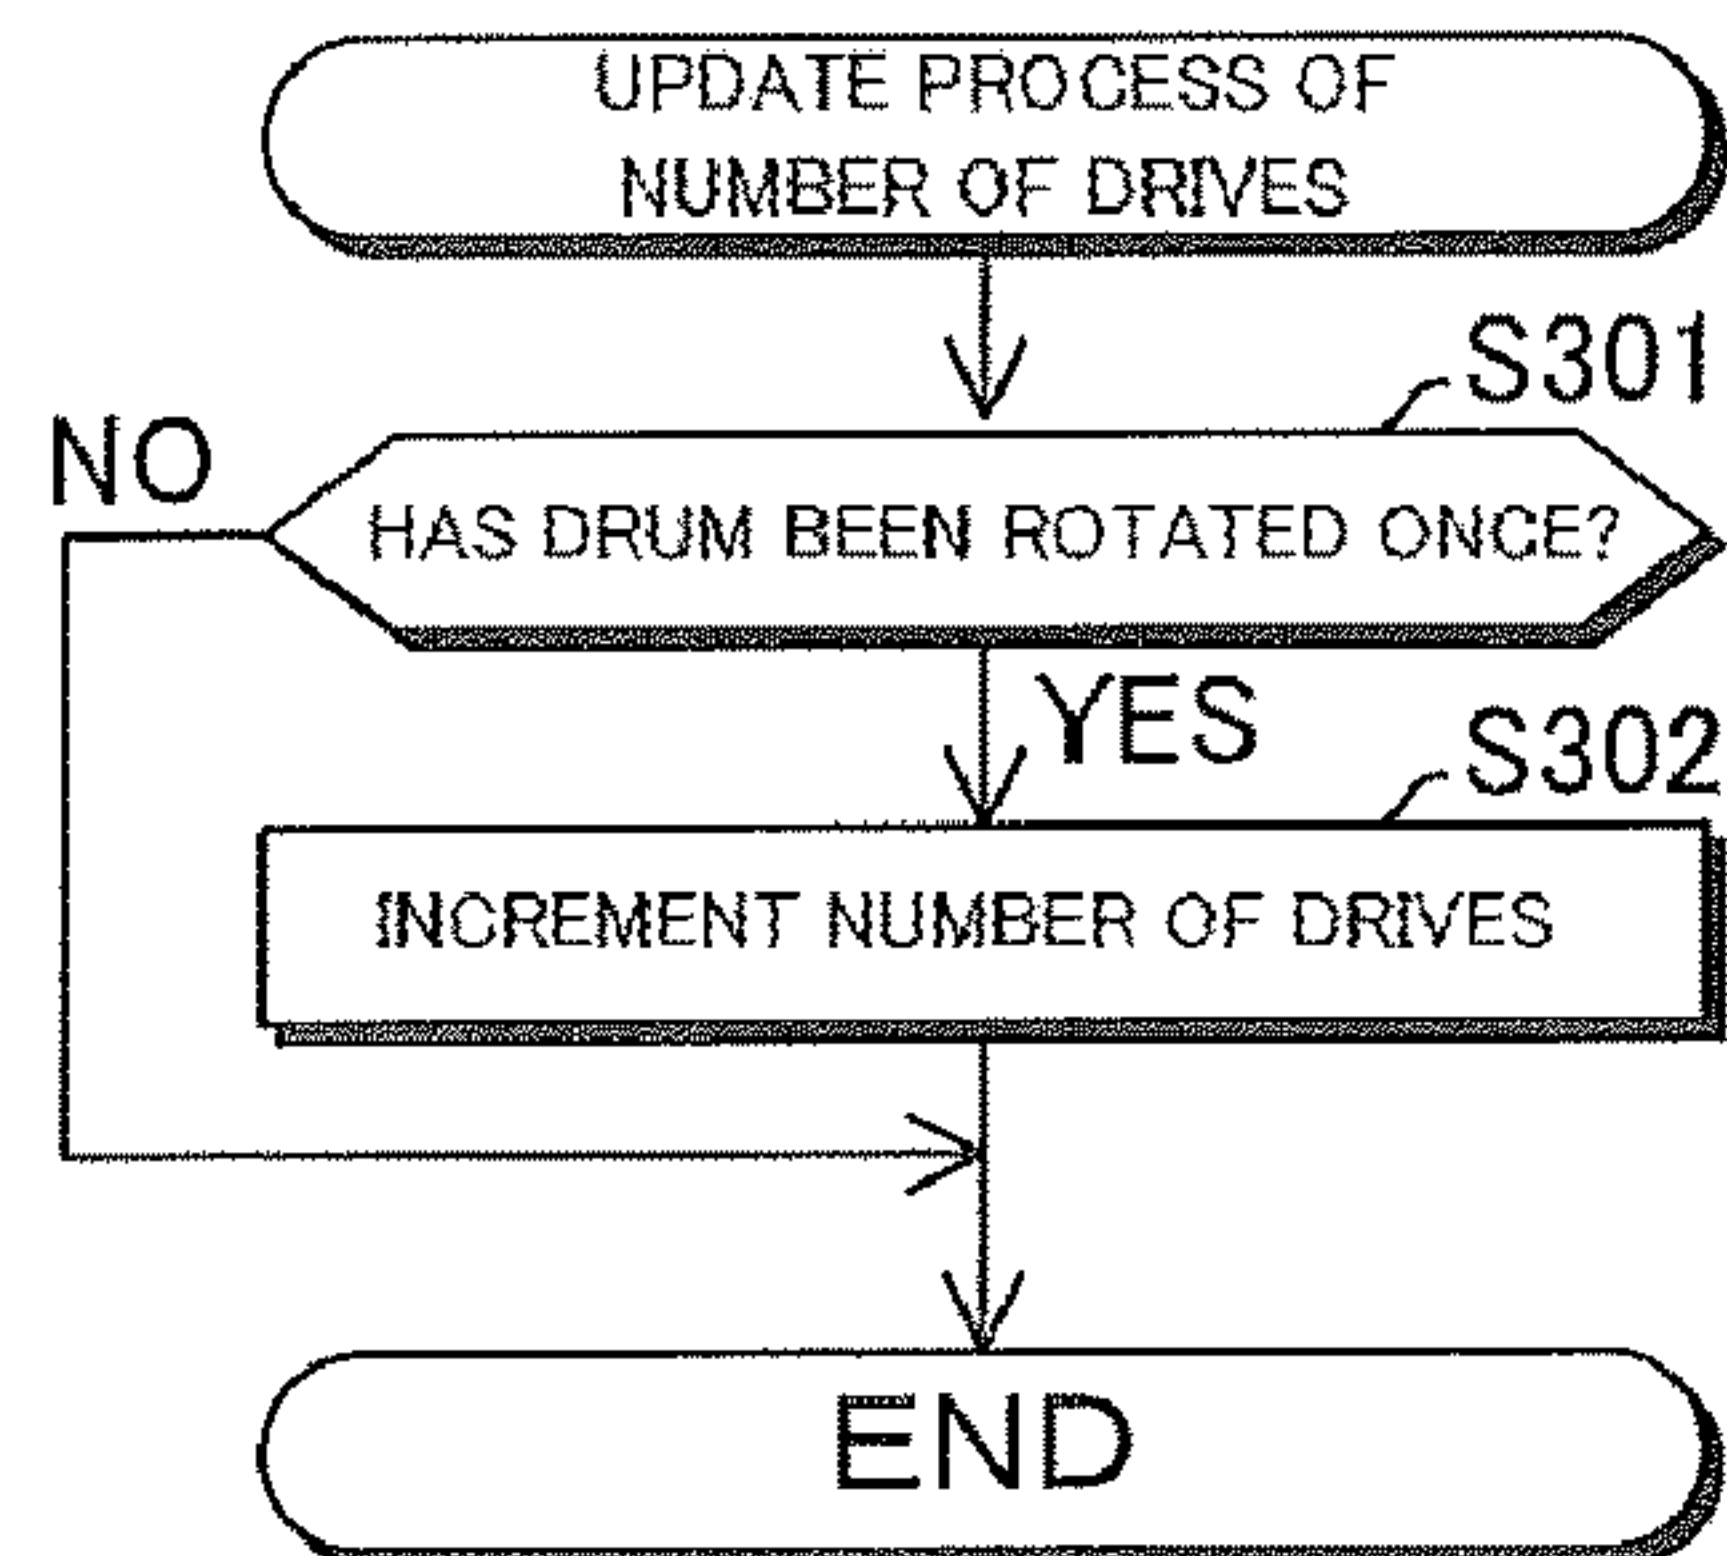 UPDATE PROCESS OF
NUMBER OF DRIVES
S301
NO
HAS DRUM BEEN ROTATED ONCE?
YES
S302
INCREMENT NUMBER OF DRIVES
END